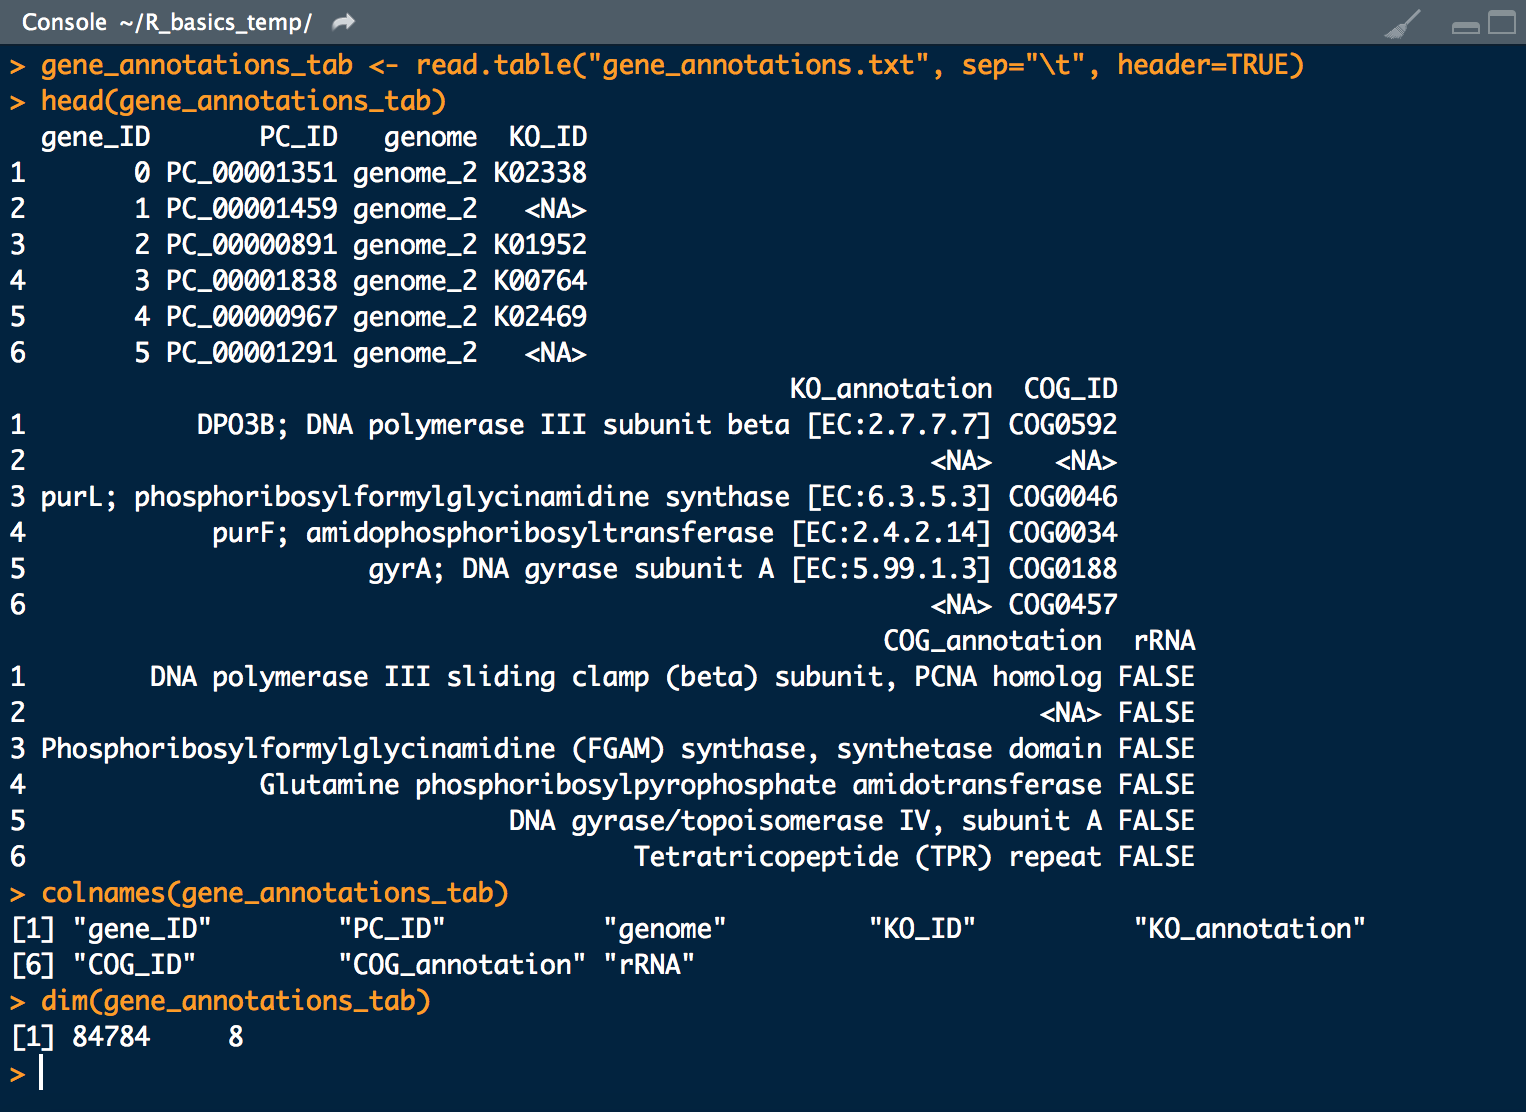 Console ~/R_basics_temp/
> gene_annotations_tab <- read.table("gene_annotations.txt", sep="\t", header=TRUE)
> head(gene_annotations_tab)
  gene_ID       PC_ID   genome  KO_ID
1       0 PC_00001351 genome_2 K02338
2       1 PC_00001459 genome_2   <NA>
3       2 PC_00000891 genome_2 K01952
4       3 PC_00001838 genome_2 K00764
5       4 PC_00000967 genome_2 K02469
6       5 PC_00001291 genome_2   <NA>
                                                  KO_annotation  COG_ID
1            DPO3B; DNA polymerase III subunit beta [EC:2.7.7.7] COG0592
2                                                          <NA>    <NA>
3 purL; phosphoribosylformylglycinamidine synthase [EC:6.3.5.3] COG0046
4            purF; amidophosphoribosyltransferase [EC:2.4.2.14] COG0034
5                      gyrA; DNA gyrase subunit A [EC:5.99.1.3] COG0188
6                                                          <NA> COG0457
                                                       COG_annotation  rRNA
1        DNA polymerase III sliding clamp (beta) subunit, PCNA homolog FALSE
2                                                                <NA> FALSE
3 Phosphoribosylformylglycinamidine (FGAM) synthase, synthetase domain FALSE
4               Glutamine phosphoribosylpyrophosphate amidotransferase FALSE
5                               DNA gyrase/topoisomerase IV, subunit A FALSE
6                                       Tetratricopeptide (TPR) repeat FALSE
> colnames(gene_annotations_tab)
[1] "gene_ID"        "PC_ID"          "genome"         "KO_ID"          "KO_annotation"
[6] "COG_ID"         "COG_annotation" "rRNA"
> dim(gene_annotations_tab)
[1] 84784     8
>